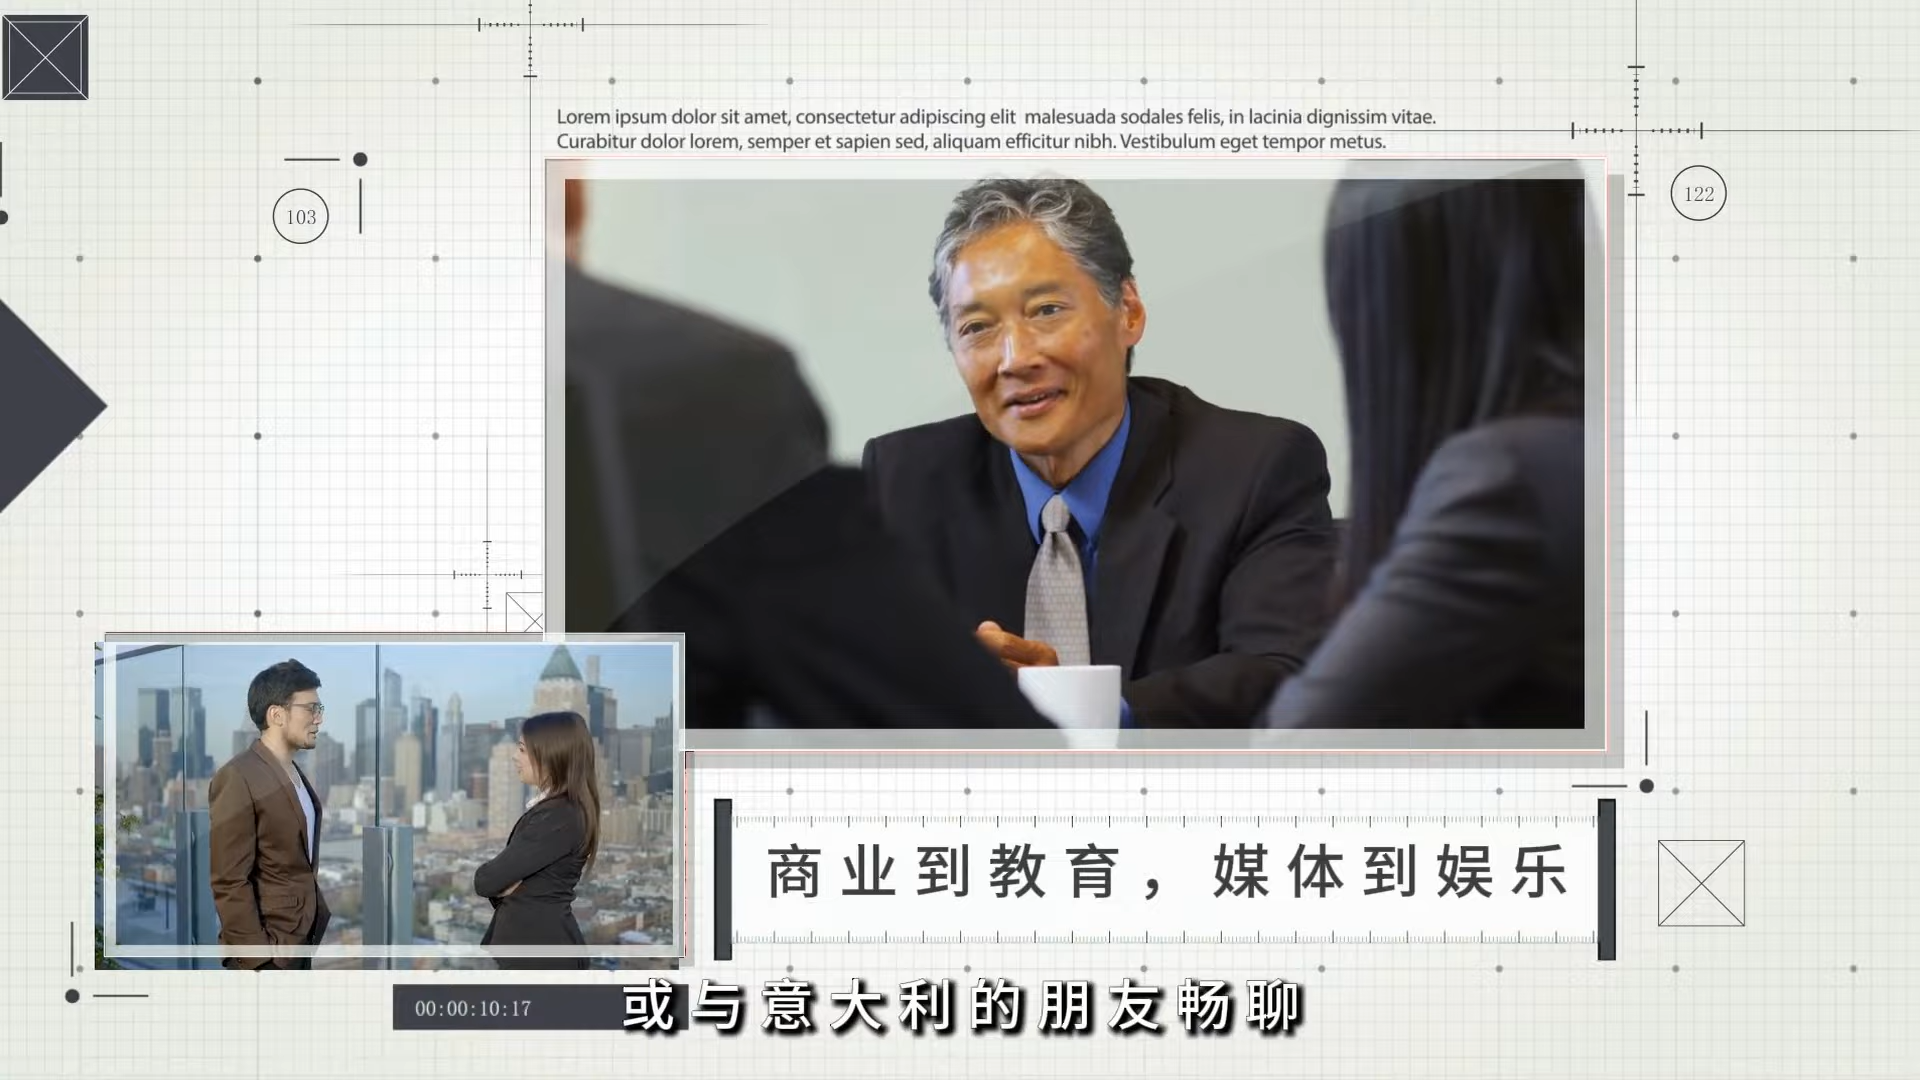 Lorem ipsum dolor sit amet, consectetur adipiscing elit malesuada sodales felis, in lacinia dignissim vitae.
Curabitur dolor lorem, semper et sapien sed, aliquam efficitur nibh. Vestibulum eget tempor metus.
103
122
商业到教育，媒体到娱乐
00:00:10:17
或与意大利的朋友畅聊